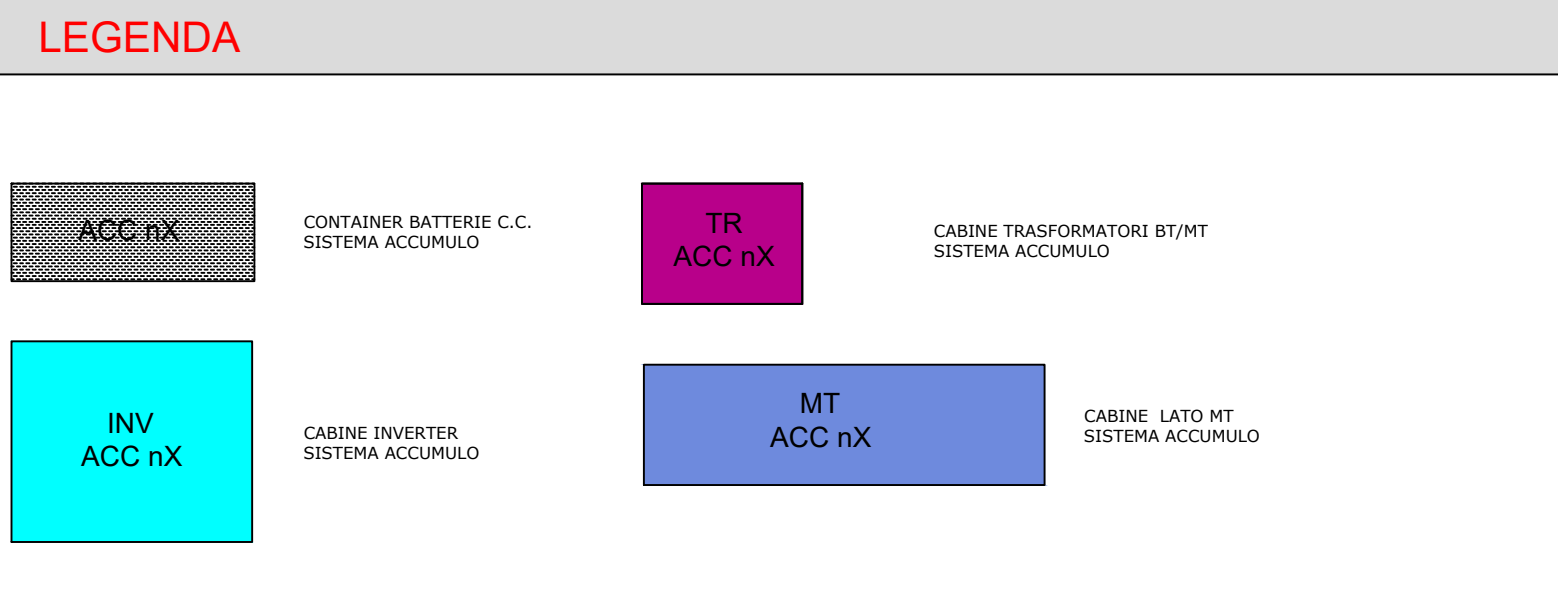 LEGENDA
ACC nX
CONTAINER BATTERIE C.C.
SISTEMA ACCUMULO
TR
ACC nX
CABINE TRASFORMATORI BT/MT
SISTEMA ACCUMULO
INV
ACC nX
CABINE INVERTER
SISTEMA ACCUMULO
MT
ACC nX
CABINE  LATO MT
SISTEMA ACCUMULO